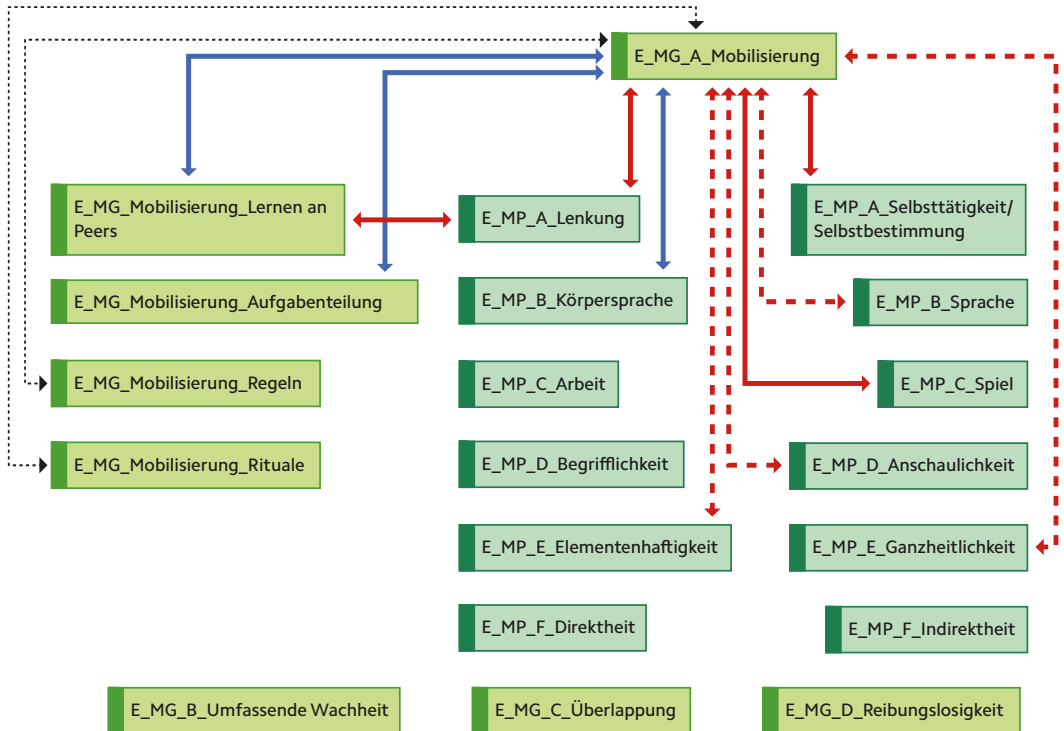 E_MG_A_Mobilisierung
E_MG_Mobilisierung_Lernen an
Peers
E_MP_A_Lenkung
E_MP_A_Selbsttätigkeit/
Selbstbestimmung
E_MG_Mobilisierung_Aufgabenteilung
E_MP_B_Körpersprache
E_MP_B_Sprache
E_MG_Mobilisierung_Regeln
E_MP_C_Arbeit
E_MP_C_Spiel
E_MG_Mobilisierung_Rituale
E_MP_D_Begrifflichkeit
E_MP_D_Anschaulichkeit
E_MP_E_Elementenhaftigkeit
E_MP_E_Ganzheitlichkeit
E_MP_F_Direktheit
E_MP_F_Indirektheit
E_MG_B_Umfassende Wachheit
E_MG_C_Überlappung
E_MG_D_Reibungslosigkeit